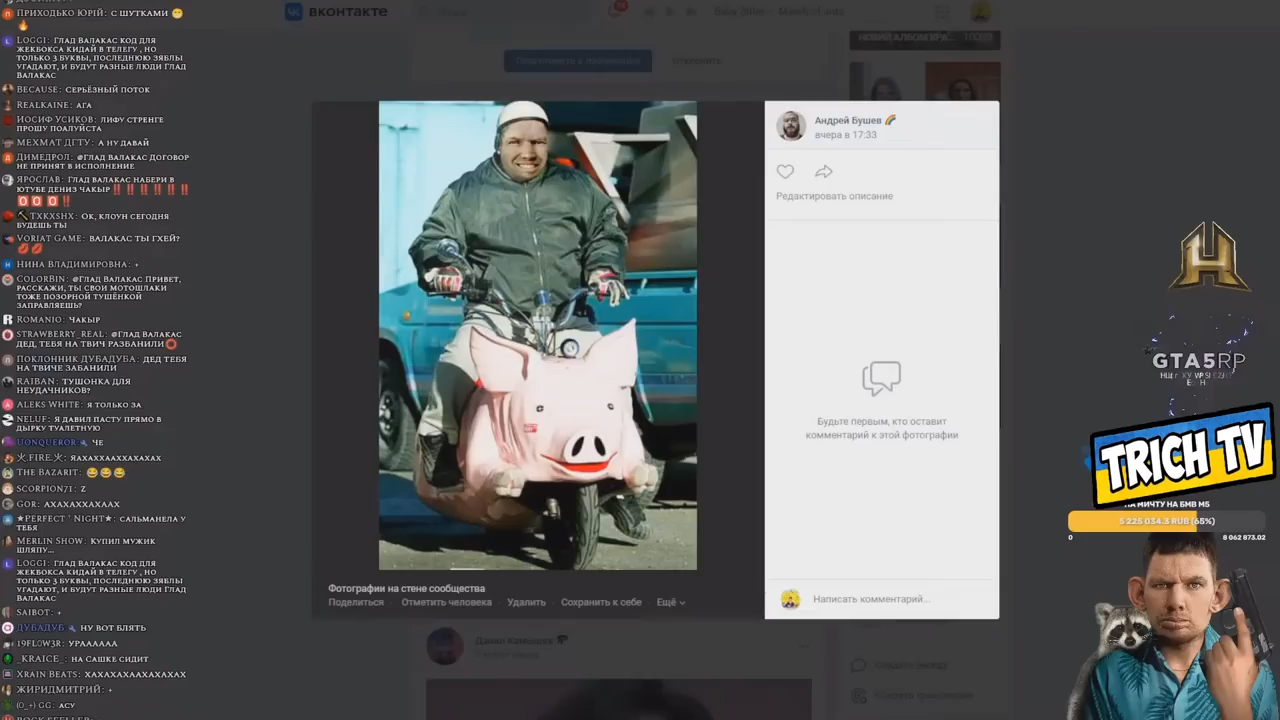 ПРИХОДЬКО ЮРІЙ: С ШУТКАМИ
LOGGI: ГЛАД ВАЛАКАС КОД ДЛЯ
ЖЕКБОКСА КИДАЙ В ТЕЛЕГУ , НО
ТОЛЬКО 3 БУКВЫ, ПОСЛЕДНЮЮ ЗЯБЛЫ
УГАДАЮТ, И БУДУТ РАЗНЫЕ ЛЮДИ ГЛАД
ВАЛАКАС
BECAUSE: СЕРЬЁЗНЫЙ ПОТОК
REALKAINE: АГА
ИОСИФ УСИКОВ: ЛИФУ СТРЕНГЕ
ПРОШУ ПОАЛУЙСТА
МЕХМАТ ДГТУ: А НУ ДАВАЙ
ДИМЕДРОЛ: @ГЛАД ВАЛАКАС ДОГОВОР
НЕ ПРИНЯТ В ИСПОЛНЕНИЕ
ЯРОСЛАВ: ГЛАД ВАЛАКАС НАБЕРИ В
ЮТУБЕ ДЕНИЗ ЧАКЫР
TXKXSHX: ОК, КЛОУН СЕГОДНЯ
БУДЕШЬ ТЫ
VORIAT GAME: ВАЛАКАС ТЫ ГХЕЙ?
НИНА ВЛАДИМИРОВНА: +
COLORBIN: @ГЛАД ВАЛАКАС ПРИВЕТ,
РАССКАЖИ, ТЫ СВОИ МОТОШЛАКИ
ТОЖЕ ПОЗОРНОЙ ТУШЁНКОЙ
ЗАПРАВЛЯЕШЬ?
ROMANIO: ЧАКЫР
STRAWBERRY_REAL: @ГЛАД ВАЛАКАС
ДЕД, ТЕБЯ НА ТВИЧ РАЗБАНИЛИ
ПОКЛОННИК ДУБАДУБА: ДЕД ТЕБЯ
НА ТВИЧЕ ЗАБАНИЛИ
RAIBAN: ТУШОНКА ДЛЯ
НЕУДАЧНИКОВ?
ALEKS WHITE: Я ТОЛЬКО ЗА
NELUF: Я ДАВИЛ ПАСТУ ПРЯМО В
ДЫРКУ ТУАЛЕТНУЮ
UONQUEROR: ЧЕ
火.FIRE.火: ЯАХАХХААХХАХАХАХ
THE BAZARIT:
SCORPION71: Z
GOR: АХАХАХХАХАХ
★PERFECT ' NIGHT★: САЛЬМАНЕЛА У
ТЕБЯ
MERLIN SHOW: КУПИЛ МУЖИК
ШЛЯПУ...
LOGGI: ГЛАД ВАЛАКАС КОД ДЛЯ
ЖЕКБОКСА КИДАЙ В ТЕЛЕГУ , НО
ТОЛЬКО 3 БУКВЫ, ПОСЛЕДНЮЮ ЗЯБЛЫ
УГАДАЮТ, И БУДУТ РАЗНЫЕ ЛЮДИ ГЛАД
ВАЛАКАС
SAIBOT: +
ДУБАДУБ: НУ ВОТ БЛЯТЬ
19FL0W3R: УРАААААА
_KRAICE_: НА САШКЕ СИДИТ
XRAIN BEATS: ХАХАХАХААХАХАХАХ
ЖИРИДМИТРИЙ: +
(O_+) GG: АСУ
вконтакте
Андрей Бушев
вчера в 17:33
Редактировать описание
Будьте первым, кто оставит
комментарий к этой фотографии
Написать комментарий...
Фотографии на стене сообщества
Поделиться Отметить человека Удалить Сохранить к себе Ещё
GTA5RP
TRICH TV
НА МИЧТУ НА БМВ М5
5 225 034.3 RUB (65%)
0 8 062 873.02